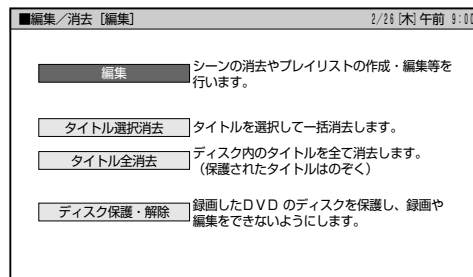 ■編集／消去［編集］ 2/26[木]午前 9:00
編集 シーンの消去やプレイリストの作成・編集等を
行います。
タイトル選択消去 タイトルを選択して一括消去します。
タイトル全消去 ディスク内のタイトルを全て消去します。
（保護されたタイトルはのぞく）
ディスク保護・解除 録画したDVD のディスクを保護し、録画や
編集をできないようにします。